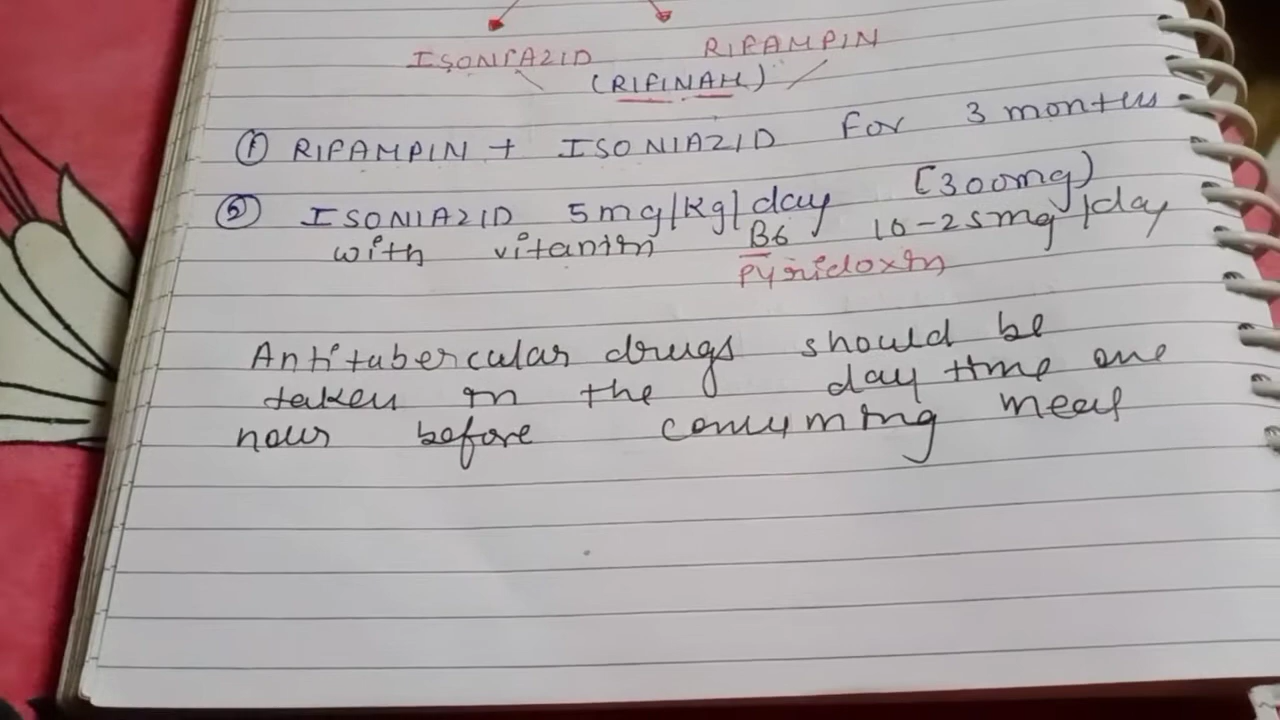 ISONIAZID RIFAMPIN
(RIFINAH)
① RIFAMPIN + ISONIAZID For 3 months
⑤ ISONIAZID 5mg/kg/day (300mg)
with vitamin B6 10-25mg/day
Pyridoxin
Antitubercular drugs should be
taken in the day time one
hour before consuming meal